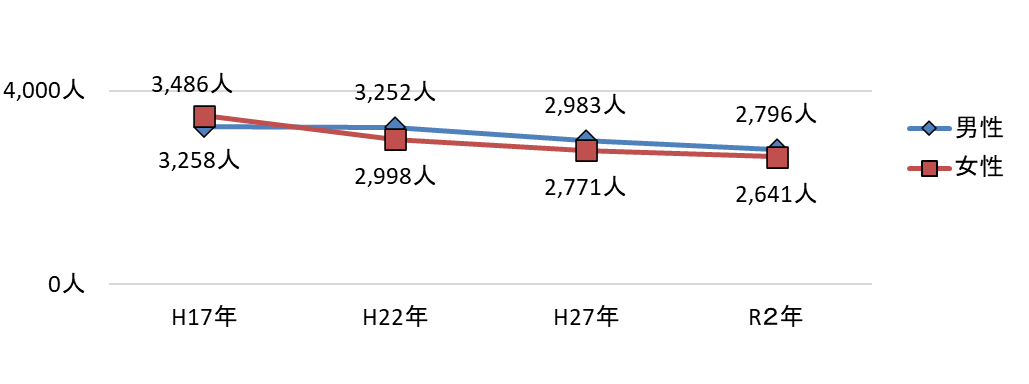 4,000人
0人
3,486人
3,252人
2,983人
2,796人
3,258人
2,998人
2,771人
2,641人
H17年
H22年
H27年
R２年
男性
女性